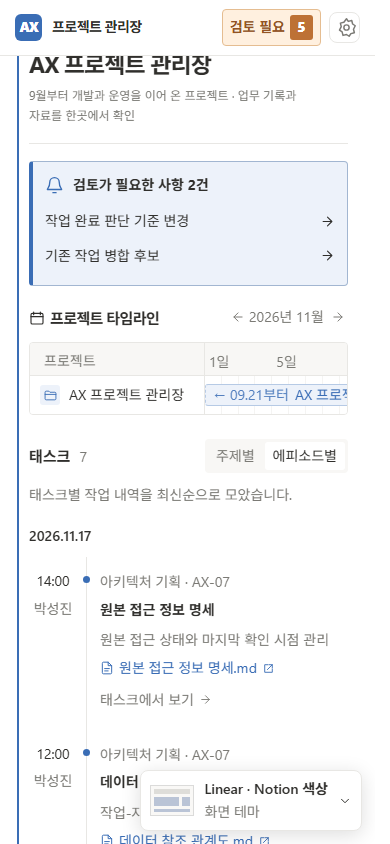 AX 프로젝트 관리장 검토 필요 5
AX 프로젝트 관리장
9월부터 개발과 운영을 이어 온 프로젝트 · 업무 기록과
자료를 한곳에서 확인
검토가 필요한 사항 2건
작업 완료 판단 기준 변경 →
기존 작업 병합 후보 →
프로젝트 타임라인 ← 2026년 11월 →
프로젝트 1일 5일
AX 프로젝트 관리장 ← 09.21부터 AX 프로젝
태스크 7 주제별 에피소드별
태스크별 작업 내역을 최신순으로 모았습니다.
2026.11.17
14:00 아키텍처 기획 · AX-07
박성진 원본 접근 정보 명세
원본 접근 상태와 마지막 확인 시점 관리
원본 접근 정보 명세.md
태스크에서 보기 →
12:00 아키텍처 기획 · AX-07
박성진 데이터
작업-자
데이터 참조 관계도.md
Linear · Notion 색상
화면 테마